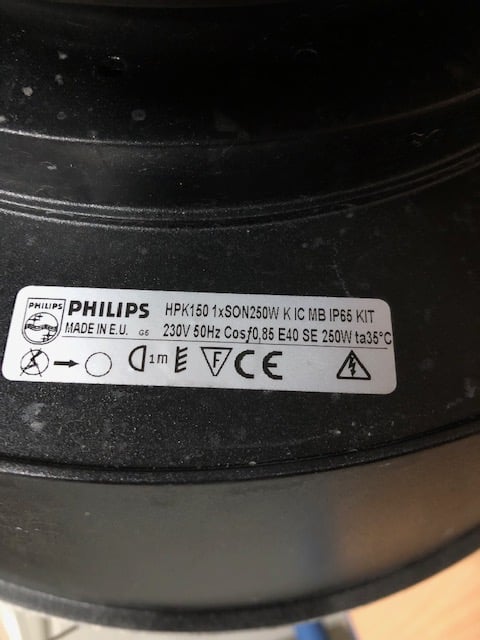 PHILIPS
PHILIPS HPK150 1xSON250W K IC MB IP65 KIT
MADE IN E.U. G6 230V 50Hz Cosƒ0,85 E40 SE 250W ta35°C
1m F CE